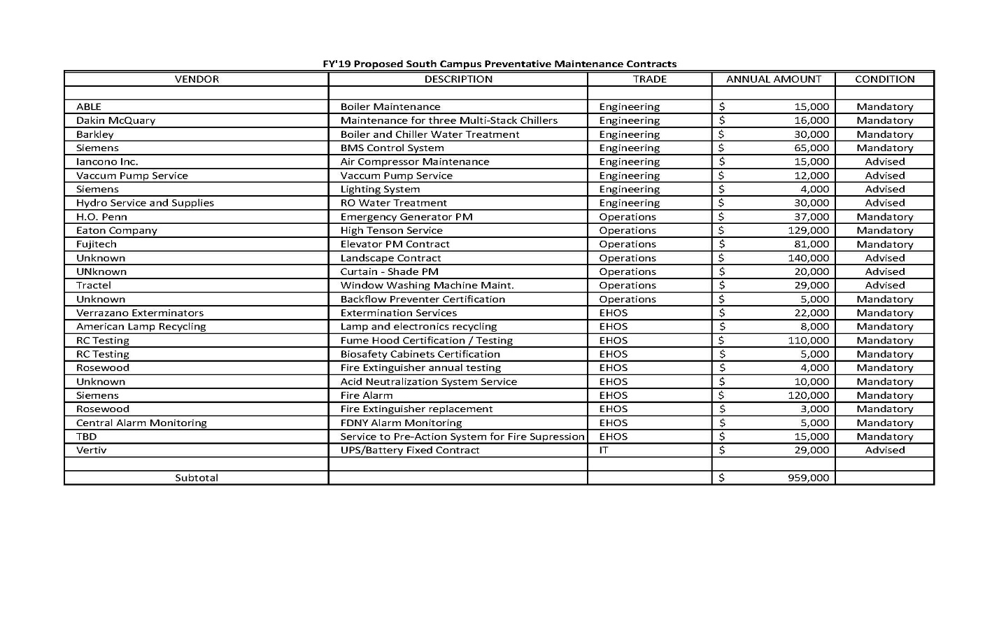 FY'19 Proposed South Campus Preventative Maintenance Contracts
VENDOR DESCRIPTION TRADE ANNUAL AMOUNT CONDITION
ABLE Boiler Maintenance Engineering $ 15,000 Mandatory
Dakin McQuary Maintenance for three Multi-Stack Chillers Engineering $ 16,000 Mandatory
Barkley Boiler and Chiller Water Treatment Engineering $ 30,000 Mandatory
Siemens BMS Control System Engineering $ 65,000 Mandatory
Iancono Inc. Air Compressor Maintenance Engineering $ 15,000 Advised
Vaccum Pump Service Vaccum Pump Service Engineering $ 12,000 Advised
Siemens Lighting System Engineering $ 4,000 Advised
Hydro Service and Supplies RO Water Treatment Engineering $ 30,000 Advised
H.O. Penn Emergency Generator PM Operations $ 37,000 Mandatory
Eaton Company High Tenson Service Operations $ 129,000 Mandatory
Fujitech Elevator PM Contract Operations $ 81,000 Mandatory
Unknown Landscape Contract Operations $ 140,000 Advised
UNknown Curtain - Shade PM Operations $ 20,000 Advised
Tractel Window Washing Machine Maint. Operations $ 29,000 Advised
Unknown Backflow Preventer Certification Operations $ 5,000 Mandatory
Verrazano Exterminators Extermination Services EHOS $ 22,000 Mandatory
American Lamp Recycling Lamp and electronics recycling EHOS $ 8,000 Mandatory
RC Testing Fume Hood Certification / Testing EHOS $ 110,000 Mandatory
RC Testing Biosafety Cabinets Certification EHOS $ 5,000 Mandatory
Rosewood Fire Extinguisher annual testing EHOS $ 4,000 Mandatory
Unknown Acid Neutralization System Service EHOS $ 10,000 Mandatory
Siemens Fire Alarm EHOS $ 120,000 Mandatory
Rosewood Fire Extinguisher replacement EHOS $ 3,000 Mandatory
Central Alarm Monitoring FDNY Alarm Monitoring EHOS $ 5,000 Mandatory
TBD Service to Pre-Action System for Fire Supression EHOS $ 15,000 Mandatory
Vertiv UPS/Battery Fixed Contract IT $ 29,000 Advised
Subtotal $ 959,000